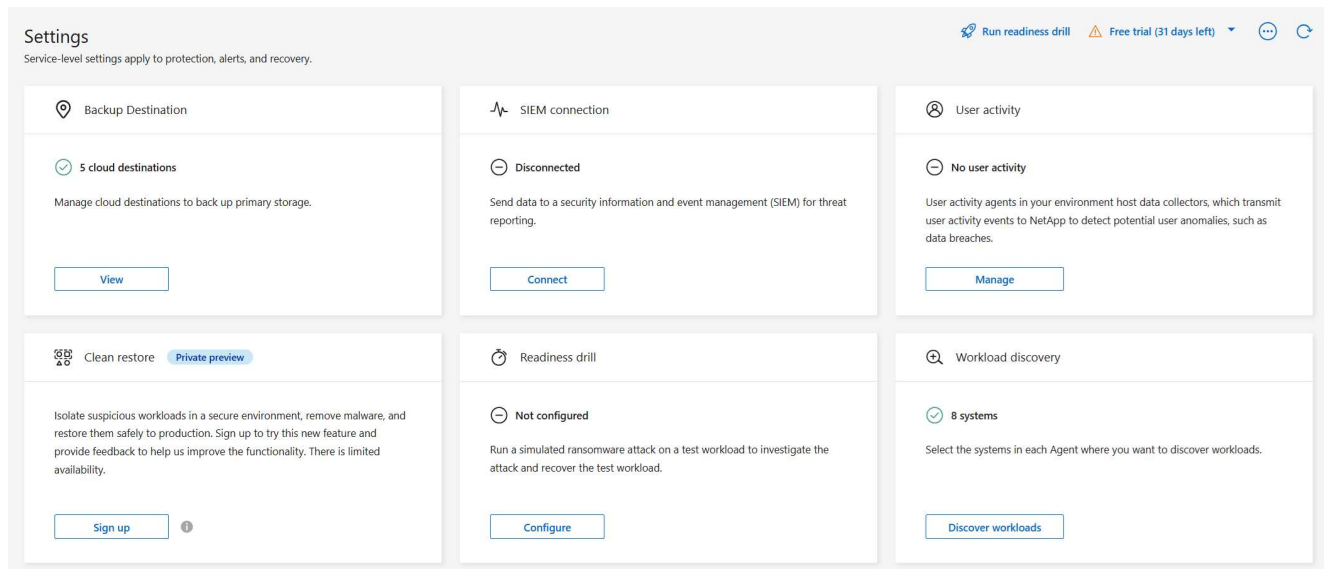 Settings
Run readiness drill
Free trial (31 days left)
Service-level settings apply to protection, alerts, and recovery.
Backup Destination
5 cloud destinations
Manage cloud destinations to back up primary storage.
View
SIEM connection
Disconnected
Send data to a security information and event management (SIEM) for threat
reporting.
Connect
User activity
No user activity
User activity agents in your environment host data collectors, which transmit
user activity events to NetApp to detect potential user anomalies, such as
data breaches.
Manage
Clean restore
Private preview
Isolate suspicious workloads in a secure environment, remove malware, and
restore them safely to production. Sign up to try this new feature and
provide feedback to help us improve the functionality. There is limited
availability.
Sign up
Readiness drill
Not configured
Run a simulated ransomware attack on a test workload to investigate the
attack and recover the test workload.
Configure
Workload discovery
8 systems
Select the systems in each Agent where you want to discover workloads.
Discover workloads